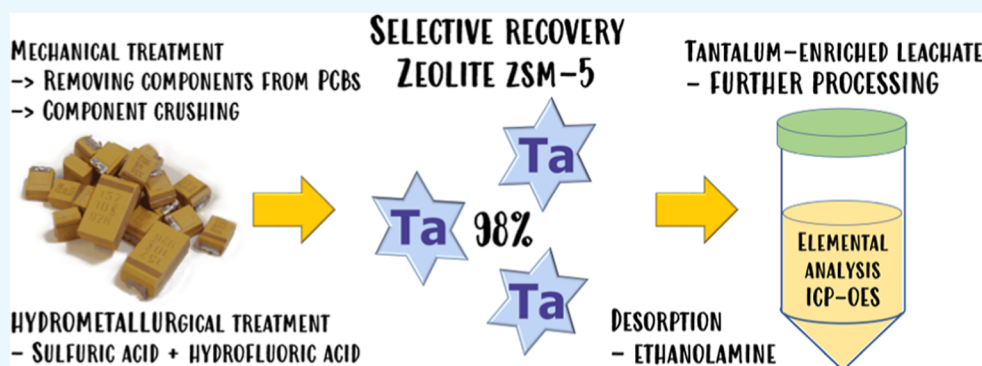 MECHANICAL TREATMENT
-> REMOVING COMPONENTS FROM PCBS
-> COMPONENT CRUSHING
HYDROMETALLURGICAL TREATMENT
- SULFURIC ACID + HYDROFLUORIC ACID
SELECTIVE RECOVERY
ZEOLITE ZSM-5
Ta
Ta
98%
Ta
DESORPTION
- ETHANOLAMINE
TANTALUM-ENRICHED LEACHATE
- FURTHER PROCESSING
ELEMENTAL
ANALYSIS
ICP-OES